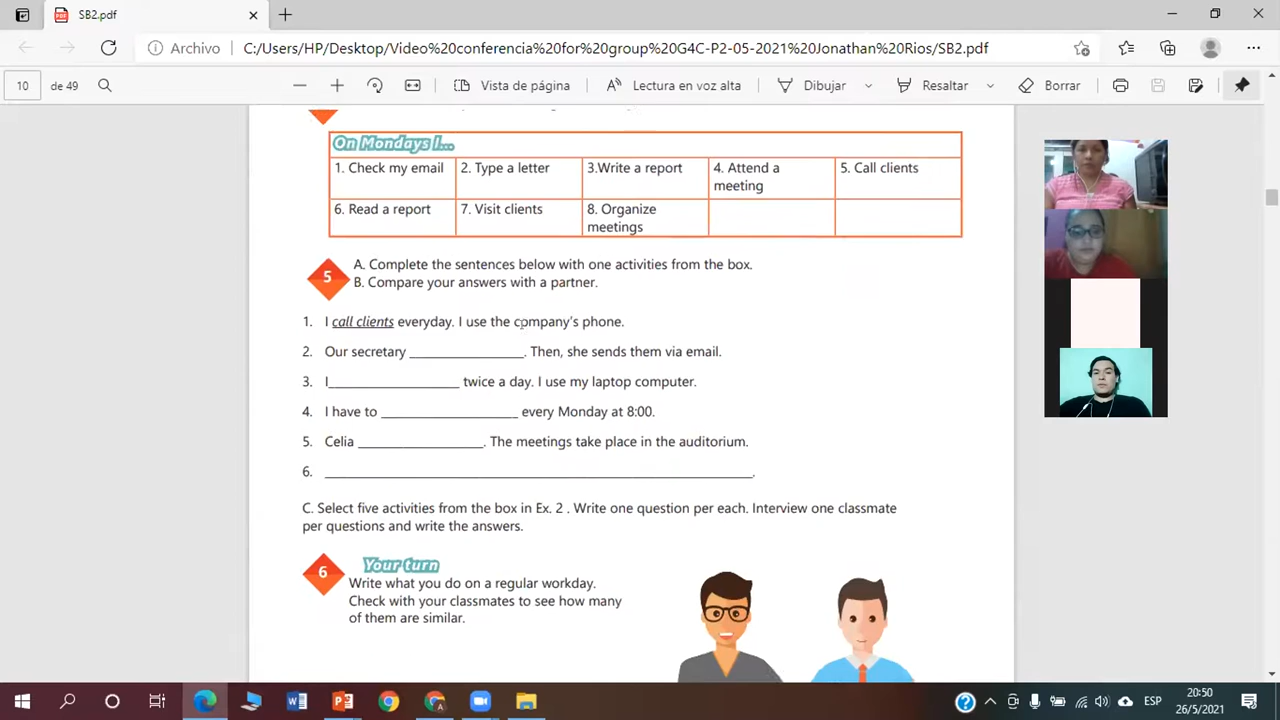 SB2.pdf
Archivo
C:/Users/HP/Desktop/Video%20conferencia%20for%20group%20G4C-P2-05-2021%20Jonathan%20Rios/SB2.pdf
10 de 49
Vista de página
Lectura en voz alta
Dibujar
Resaltar
Borrar
On Mondays I...
1. Check my email 2. Type a letter 3.Write a report 4. Attend a meeting 5. Call clients
6. Read a report 7. Visit clients 8. Organize meetings
5
A. Complete the sentences below with one activities from the box.
B. Compare your answers with a partner.
1. I call clients everyday. I use the company's phone.
2. Our secretary ________________. Then, she sends them via email.
3. I__________________ twice a day. I use my laptop computer.
4. I have to ___________________ every Monday at 8:00.
5. Celia _________________. The meetings take place in the auditorium.
6. ____________________________________________________________.
C. Select five activities from the box in Ex. 2 . Write one question per each. Interview one classmate
per questions and write the answers.
6
Your turn
Write what you do on a regular workday.
Check with your classmates to see how many
of them are similar.
ESP
20:50
26/5/2021